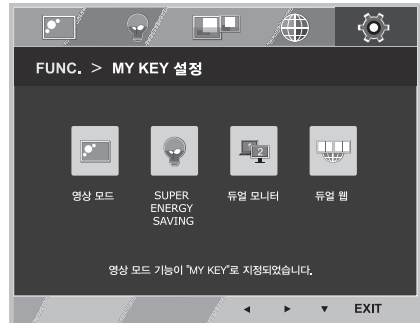 FUNC. > MY KEY 설정
1
2
영상 모드
SUPER
ENERGY
SAVING
듀얼 모니터
듀얼 웹
영상 모드 기능이 "MY KEY"로 지정되었습니다.
◄ ► ▼ EXIT